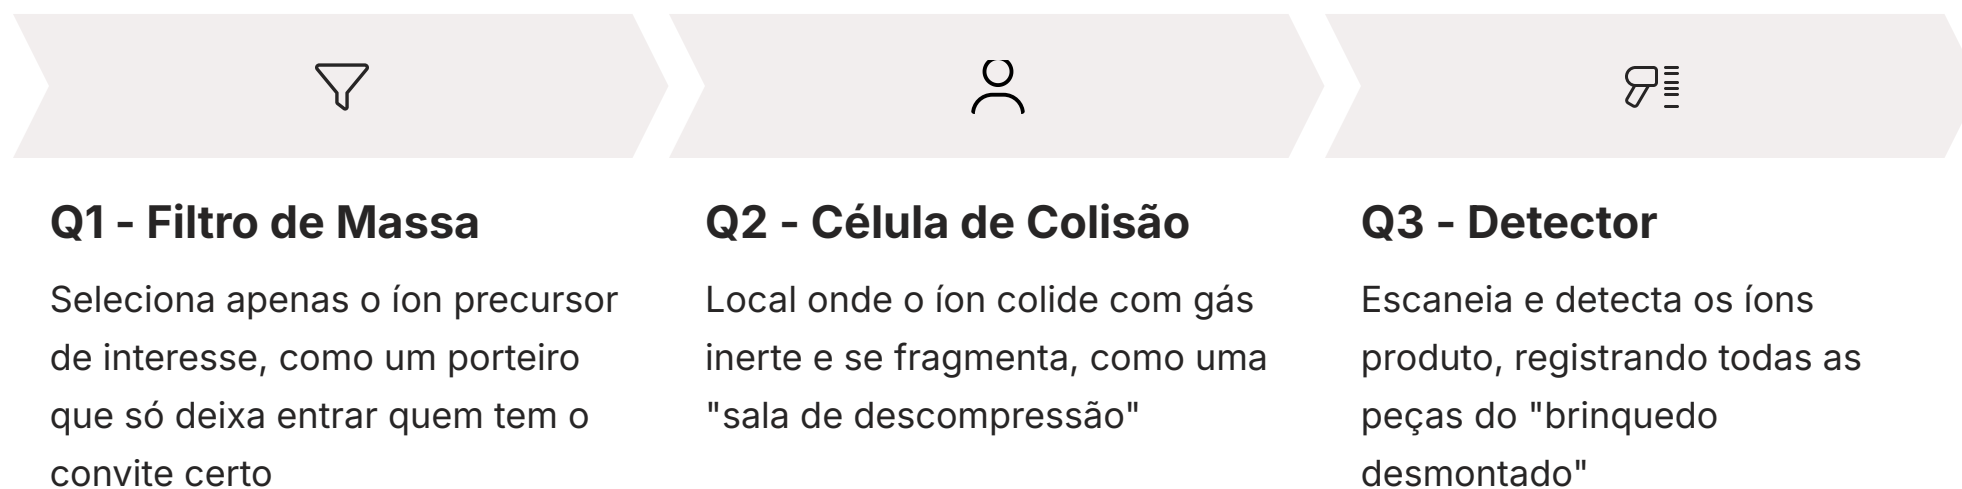 Q1 - Filtro de Massa
Seleciona apenas o íon precursor
de interesse, como um porteiro
que só deixa entrar quem tem o
convite certo
Q2 - Célula de Colisão
Local onde o íon colide com gás
inerte e se fragmenta, como uma
"sala de descompressão"
Q3 - Detector
Escaneia e detecta os íons
produto, registrando todas as
peças do "brinquedo
desmontado"